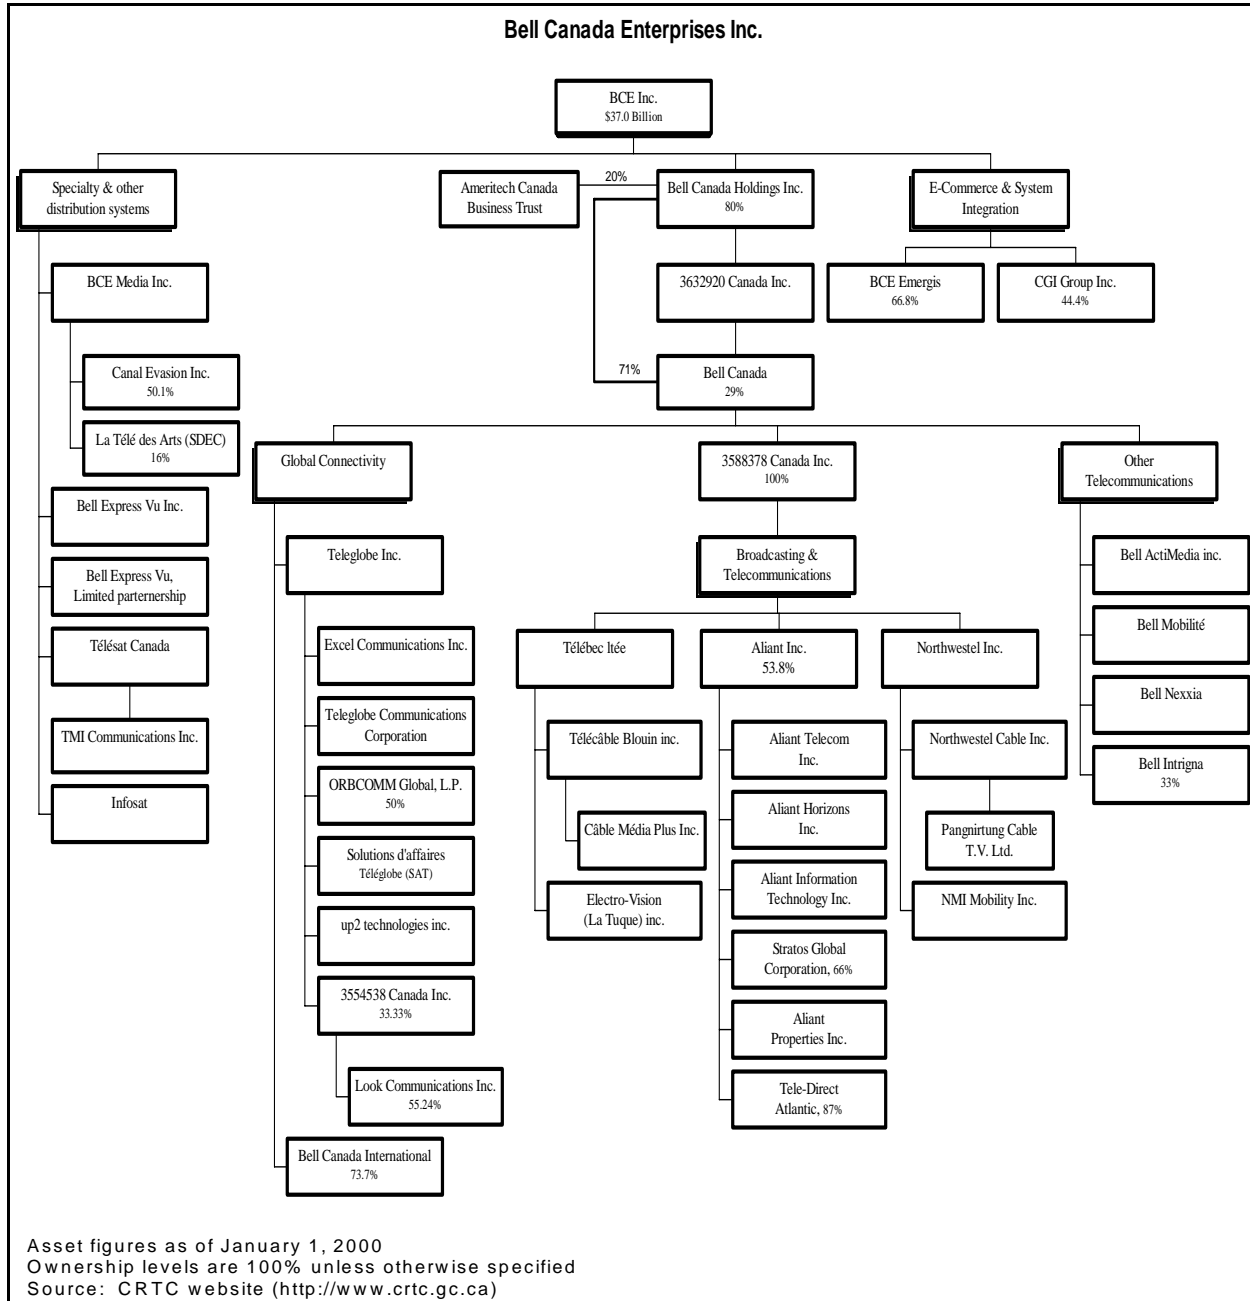 Bell Canada Enterprises Inc.
BCE Inc.
$37.0 Billion
Specialty & other
distribution systems
Ameritech Canada
Business Trust
20%
Bell Canada Holdings Inc.
80%
E-Commerce & System
Integration
BCE Media Inc.
3632920 Canada Inc.
BCE Emergis
66.8%
CGI Group Inc.
44.4%
Canal Evasion Inc.
50.1%
71%
Bell Canada
29%
La Télé des Arts (SDEC)
16%
Global Connectivity
3588378 Canada Inc.
100%
Other
Telecommunications
Bell Express Vu Inc.
Teleglobe Inc.
Broadcasting &
Telecommunications
Bell ActiMedia inc.
Bell Express Vu,
Limited parternership
Télésat Canada
Excel Communications Inc.
Télébec ltée
Aliant Inc.
53.8%
Northwestel Inc.
Bell Mobilité
TMI Communications Inc.
Teleglobe Communications
Corporation
Télécâble Blouin inc.
Aliant Telecom
Inc.
Northwestel Cable Inc.
Bell Nexxia
Infosat
ORBCOMM Global, L.P.
50%
Câble Média Plus Inc.
Aliant Horizons
Inc.
Pangnirtung Cable
T.V. Ltd.
Bell Intrigna
33%
Solutions d'affaires
Téléglobe (SAT)
Electro-Vision
(La Tuque) inc.
Aliant Information
Technology Inc.
NMI Mobility Inc.
up2 technologies inc.
Stratos Global
Corporation, 66%
3554538 Canada Inc.
33.33%
Aliant
Properties Inc.
Look Communications Inc.
55.24%
Tele-Direct
Atlantic, 87%
Bell Canada International
73.7%
Asset figures as of January 1, 2000
Ownership levels are 100% unless otherwise specified
Source: CRTC website (http://www.crtc.gc.ca)